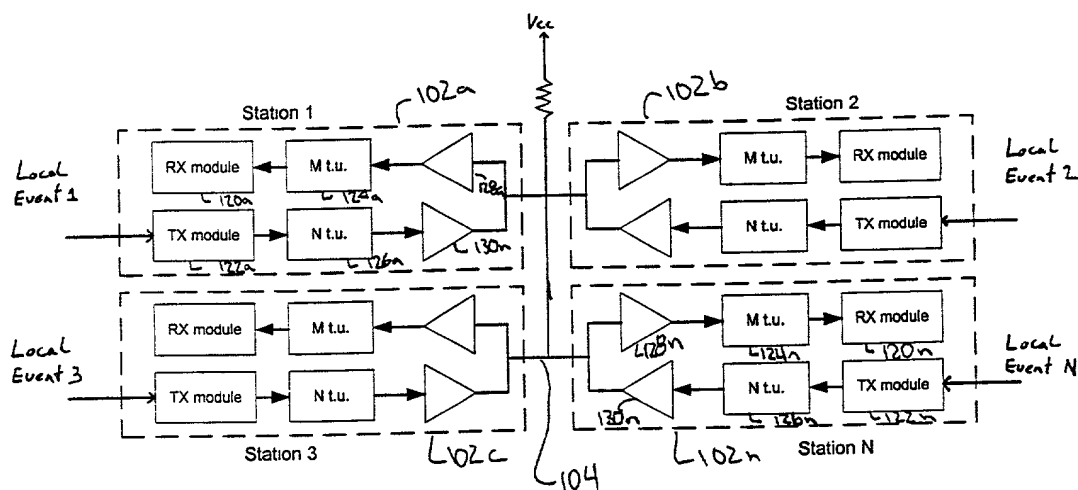 Vcc
102a
102b
Station 1
Station 2
RX module
M t.u.
M t.u.
RX module
Local
Event 1
Local
Event 2
120a
124a
128a
TX module
N t.u.
N t.u.
TX module
122a
126a
130n
RX module
M t.u.
M t.u.
RX module
Local
Event 3
Local
Event N
128n
124n
120n
TX module
N t.u.
N t.u.
TX module
130n
136n
122n
Station 3
102c
104
102n
Station N